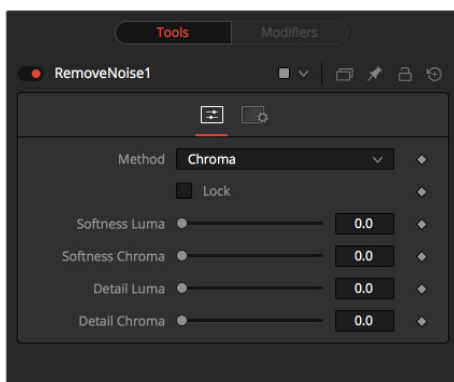 Tools Modifiers
RemoveNoise1
Method Chroma
Lock
Softness Luma 0.0
Softness Chroma 0.0
Detail Luma 0.0
Detail Chroma 0.0